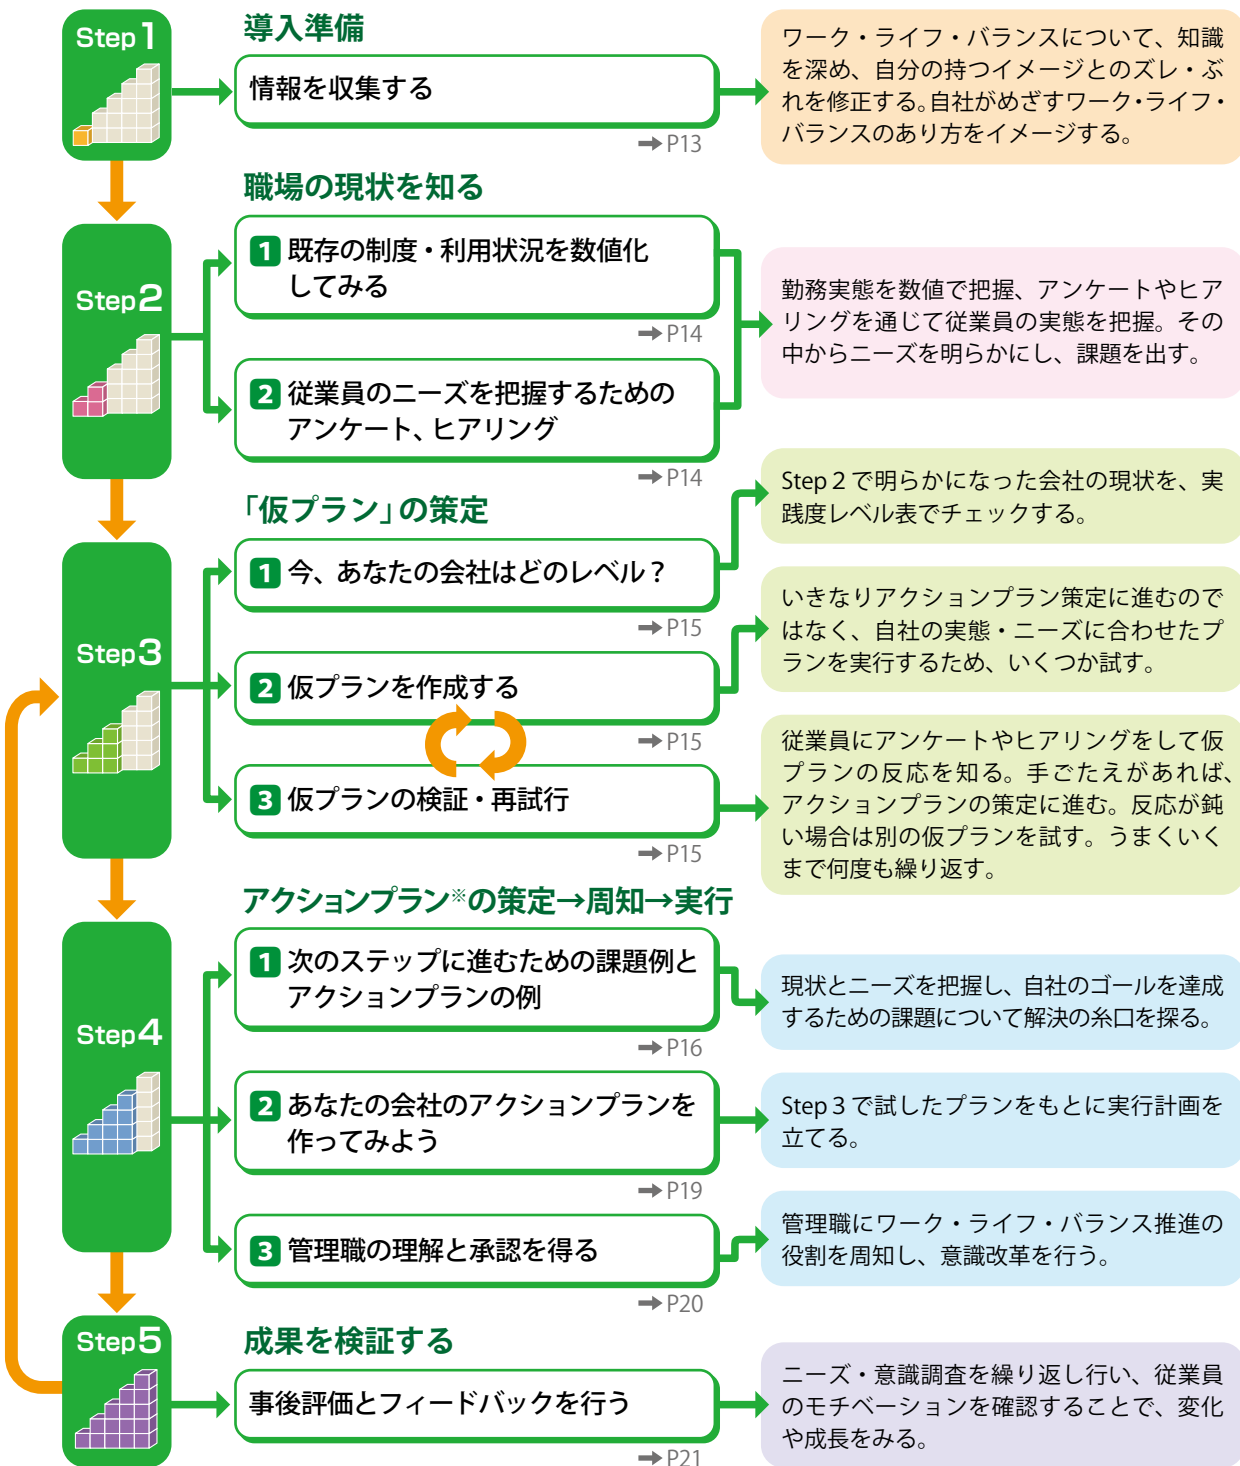 Step1
導入準備
情報を収集する
➡P13
ワーク・ライフ・バランスについて、知識
を深め、自分の持つイメージとのズレ・ぶ
れを修正する。自社がめざすワーク・ライフ・
バランスのあり方をイメージする。
Step2
職場の現状を知る
1 既存の制度・利用状況を数値化
してみる
➡P14
2 従業員のニーズを把握するための
アンケート、ヒアリング
➡P14
勤務実態を数値で把握、アンケートやヒア
リングを通じて従業員の実態を把握。その
中からニーズを明らかにし、課題を出す。
Step3
「仮プラン」の策定
1 今、あなたの会社はどのレベル？
➡P15
Step 2 で明らかになった会社の現状を、実
践度レベル表でチェックする。
2 仮プランを作成する
➡P15
いきなりアクションプラン策定に進むので
はなく、自社の実態・ニーズに合わせたプ
ランを実行するため、いくつか試す。
3 仮プランの検証・再試行
➡P15
従業員にアンケートやヒアリングをして仮
プランの反応を知る。手ごたえがあれば、
アクションプランの策定に進む。反応が鈍
い場合は別の仮プランを試す。うまくいく
まで何度も繰り返す。
Step4
アクションプラン※の策定→周知→実行
1 次のステップに進むための課題例と
アクションプランの例
➡P16
現状とニーズを把握し、自社のゴールを達成
するための課題について解決の糸口を探る。
2 あなたの会社のアクションプランを
作ってみよう
➡P19
Step 3 で試したプランをもとに実行計画を
立てる。
3 管理職の理解と承認を得る
➡P20
管理職にワーク・ライフ・バランス推進の
役割を周知し、意識改革を行う。
Step5
成果を検証する
事後評価とフィードバックを行う
➡P21
ニーズ・意識調査を繰り返し行い、従業員
のモチベーションを確認することで、変化
や成長をみる。